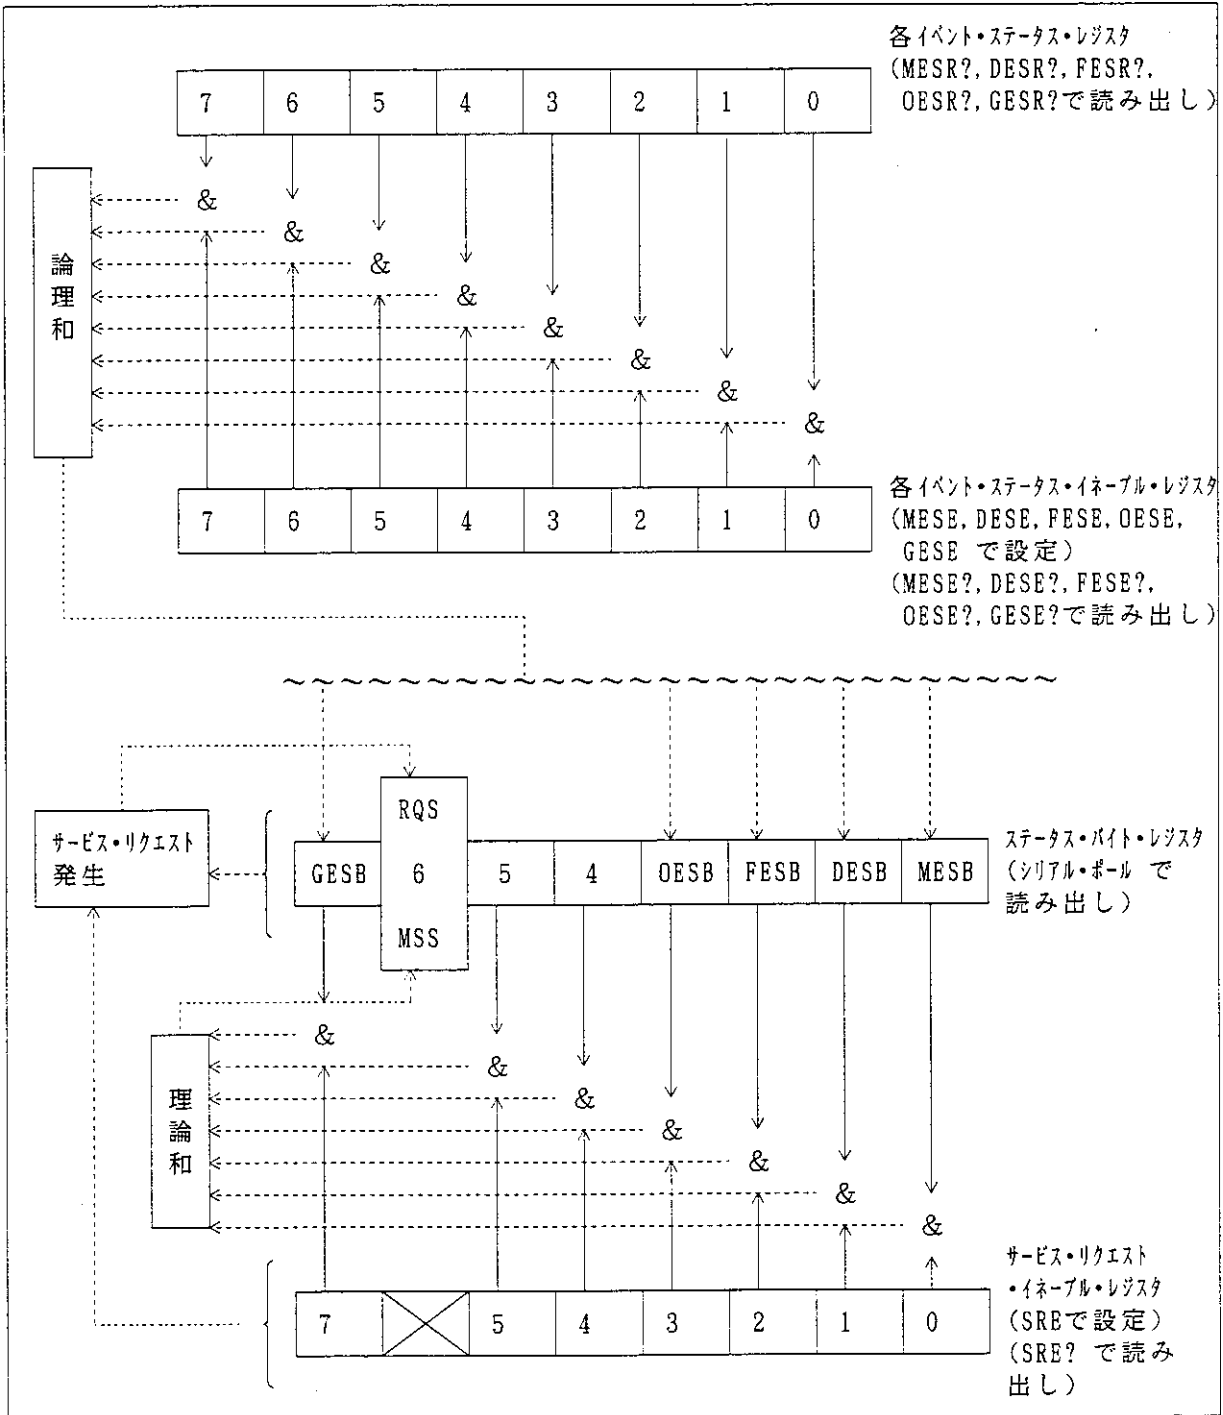 各イベント・ステータス・レジスタ
(MESR?, DESR?, FESR?,
OESR?, GESR?で読み出し)
7 6 5 4 3 2 1 0
&
&
&
&
&
&
&
&
論理和
7 6 5 4 3 2 1 0
各イベント・ステータス・イネーブル・レジスタ
(MESE, DESE, FESE, OESE,
GESE で設定)
(MESE?, DESE?, FESE?,
OESE?, GESE?で読み出し)
～～～～～～～～～～～～～～～～～～～～～～～～～～～
サービス・リクエスト
発生
RQS
GESB 6 5 4 OESB FESB DESB MESB
MSS
ステータス・バイト・レジスタ
(シリアル・ポール で
読み出し)
&
&
&
&
&
&
&
理論和
7 5 4 3 2 1 0
サービス・リクエスト
・イネーブル・レジスタ
(SREで設定)
(SRE? で読み
出し)